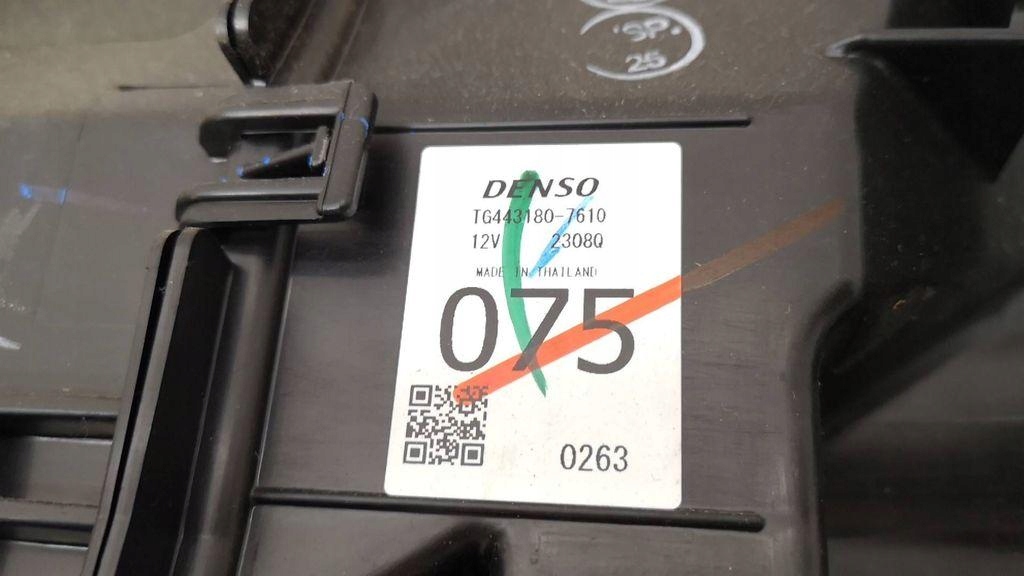 SP
25
DENSO
TG443180-7610
12V 2308Q
MADE IN THAILAND
075
0263